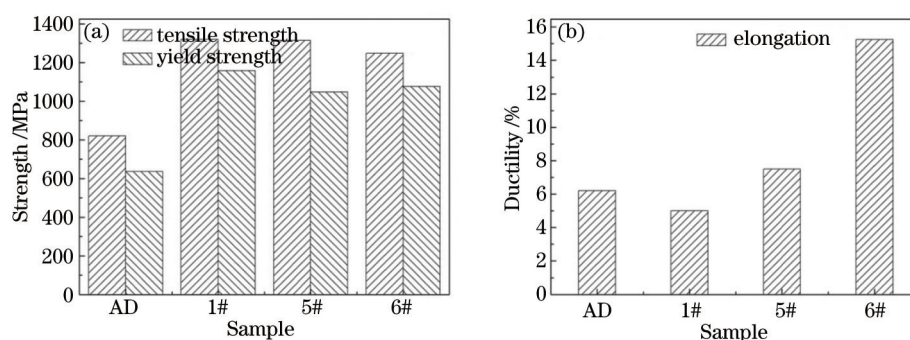 (a)
tensile strength
yield strength
1400
1200
1000
800
600
400
200
0
Strength /MPa
AD 1# 5# 6#
Sample
(b)
elongation
16
14
12
10
8
6
4
2
0
Ductility /%
AD 1# 5# 6#
Sample